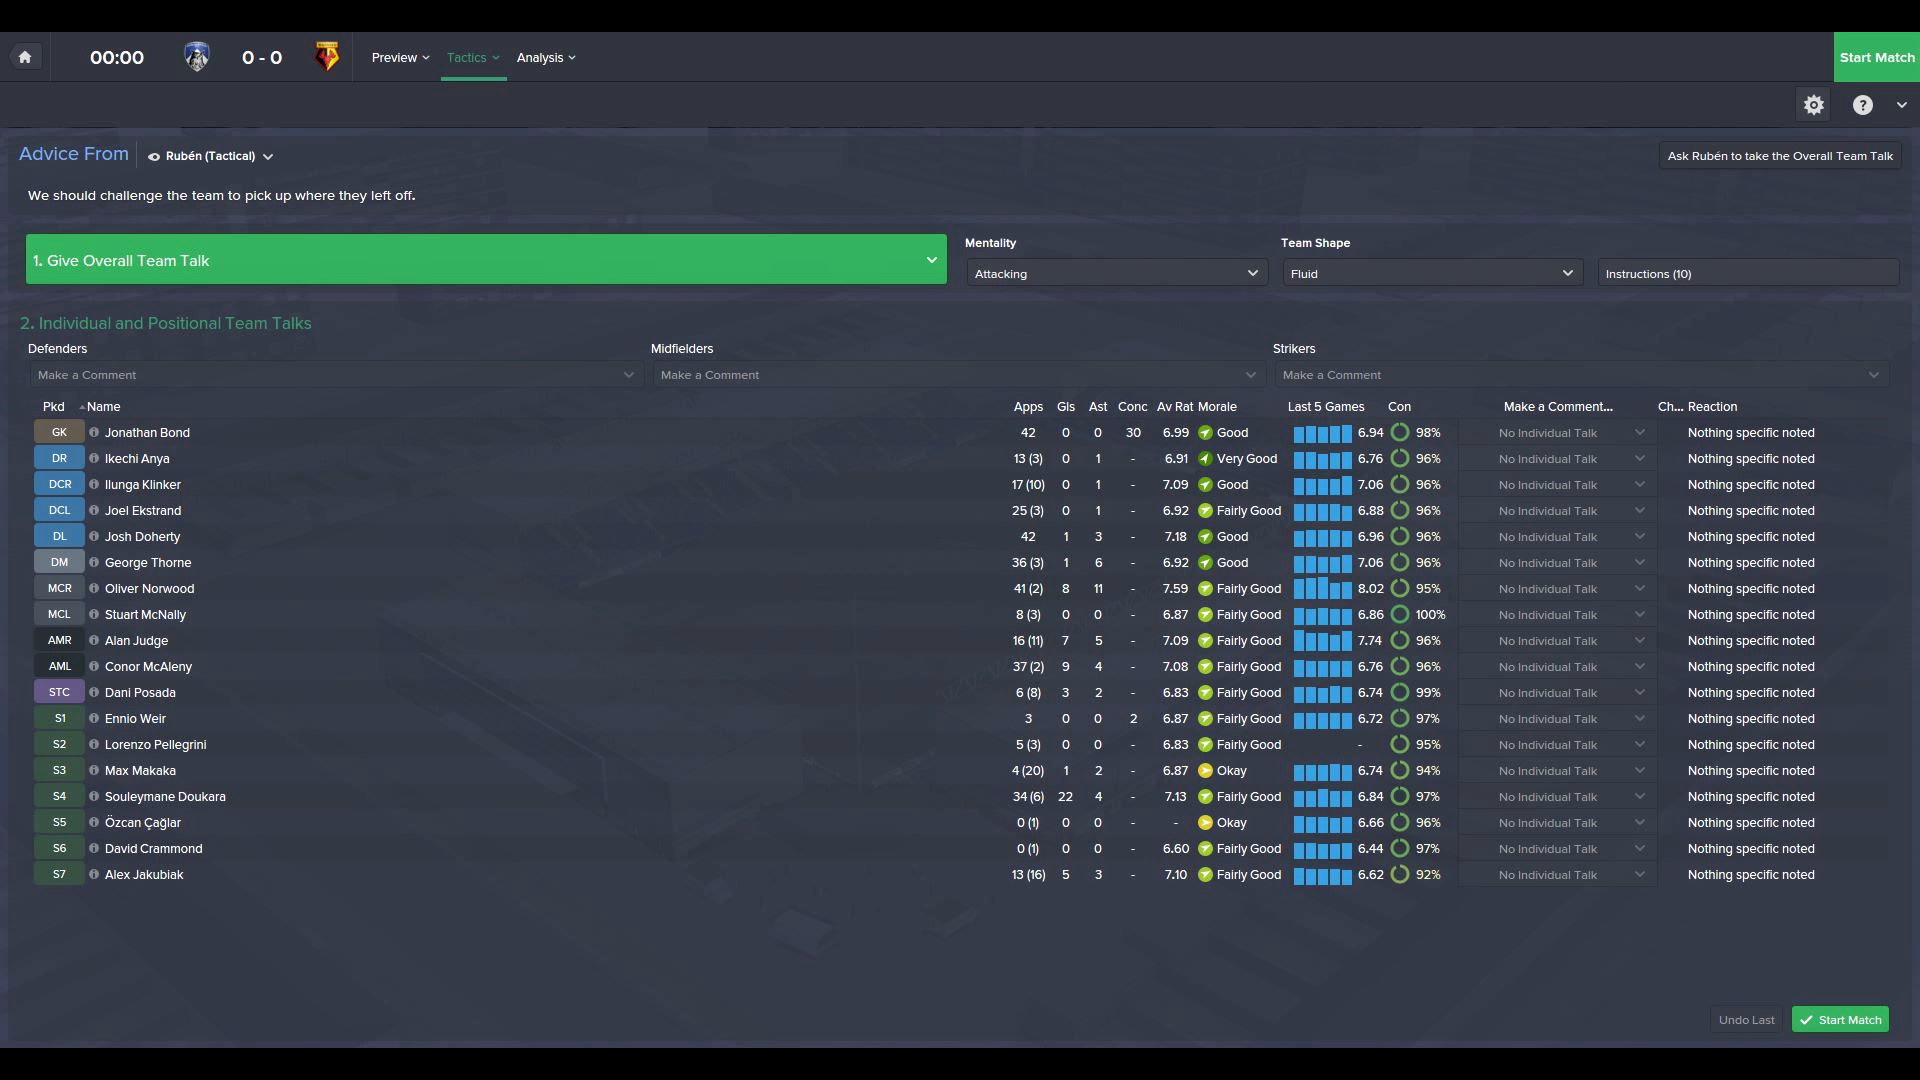 00:00 0 - 0 Preview Tactics Analysis Start Match
?
Advice From Rubén (Tactical) Ask Rubén to take the Overall Team Talk
We should challenge the team to pick up where they left off.
Mentality Team Shape
1. Give Overall Team Talk Attacking Fluid Instructions (10)
2. Individual and Positional Team Talks
Defenders Midfielders Strikers
Make a Comment Make a Comment Make a Comment
Pkd Name Apps Gls Ast Conc Av Rat Morale Last 5 Games Con Make a Comment... Ch... Reaction
GK Jonathan Bond 42 0 0 30 6.99 Good 6.94 98% No Individual Talk Nothing specific noted
DR Ikechi Anya 13 (3) 0 1 - 6.91 Very Good 6.76 96% No Individual Talk Nothing specific noted
DCR Ilunga Klinker 17 (10) 0 1 - 7.09 Good 7.06 96% No Individual Talk Nothing specific noted
DCL Joel Ekstrand 25 (3) 0 1 - 6.92 Fairly Good 6.88 96% No Individual Talk Nothing specific noted
DL Josh Doherty 42 1 3 - 7.18 Good 6.96 96% No Individual Talk Nothing specific noted
DM George Thorne 36 (3) 1 6 - 6.92 Good 7.06 96% No Individual Talk Nothing specific noted
MCR Oliver Norwood 41 (2) 8 11 - 7.59 Fairly Good 8.02 95% No Individual Talk Nothing specific noted
MCL Stuart McNally 8 (3) 0 0 - 6.87 Fairly Good 6.86 100% No Individual Talk Nothing specific noted
AMR Alan Judge 16 (11) 7 5 - 7.09 Fairly Good 7.74 96% No Individual Talk Nothing specific noted
AML Conor McAleny 37 (2) 9 4 - 7.08 Fairly Good 6.76 96% No Individual Talk Nothing specific noted
STC Dani Posada 6 (8) 3 2 - 6.83 Fairly Good 6.74 99% No Individual Talk Nothing specific noted
S1 Ennio Weir 3 0 0 2 6.87 Fairly Good 6.72 97% No Individual Talk Nothing specific noted
S2 Lorenzo Pellegrini 5 (3) 0 0 - 6.83 Fairly Good - 95% No Individual Talk Nothing specific noted
S3 Max Makaka 4 (20) 1 2 - 6.87 Okay 6.74 94% No Individual Talk Nothing specific noted
S4 Souleymane Doukara 34 (6) 22 4 - 7.13 Fairly Good 6.84 97% No Individual Talk Nothing specific noted
S5 Özcan Çağlar 0 (1) 0 0 - - Okay 6.66 96% No Individual Talk Nothing specific noted
S6 David Crammond 0 (1) 0 0 - 6.60 Fairly Good 6.44 97% No Individual Talk Nothing specific noted
S7 Alex Jakubiak 13 (16) 5 3 - 7.10 Fairly Good 6.62 92% No Individual Talk Nothing specific noted
Undo Last Start Match